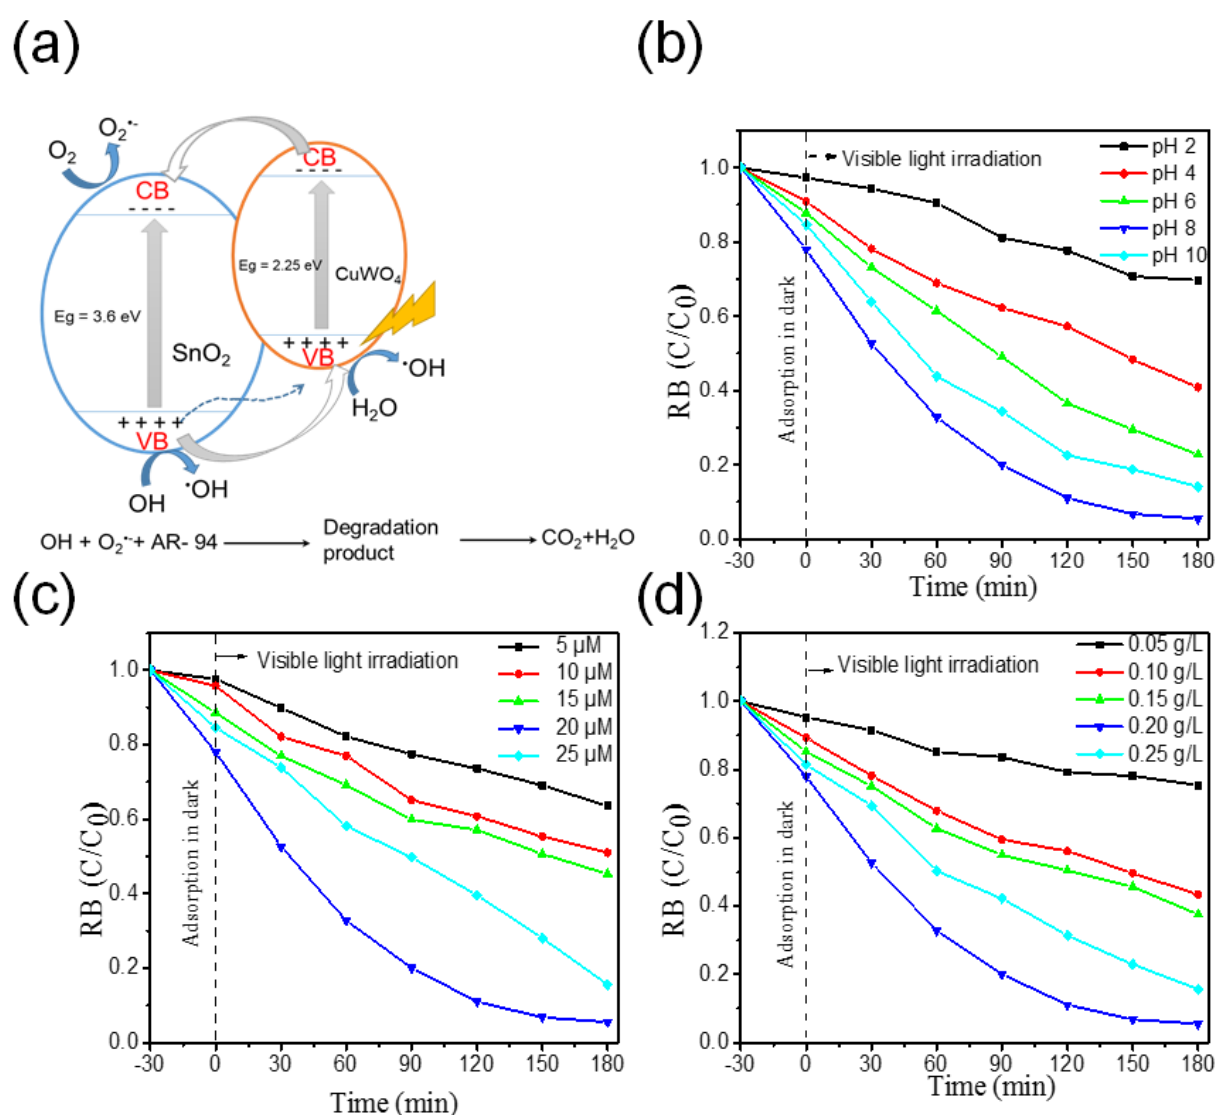 (a)
O₂
O₂•-
CB
- - - -
CB
- - - - -
Eg = 3.6 eV
SnO₂
Eg = 2.25 eV
CuWO₄
+ + + +
VB
+ + + +
VB
•OH
H₂O
OH
•OH
OH + O₂•-+ AR- 94
Degradation
product
CO₂+H₂O
(b)
Visible light irradiation
pH 2
pH 4
pH 6
pH 8
pH 10
Adsorption in dark
RB (C/C₀)
1.0
0.8
0.6
0.4
0.2
0.0
-30 0 30 60 90 120 150 180
Time (min)
(c)
Visible light irradiation
5 µM
10 µM
15 µM
20 µM
25 µM
Adsorption in dark
RB (C/C₀)
1.0
0.8
0.6
0.4
0.2
0.0
-30 0 30 60 90 120 150 180
Time (min)
(d)
Visible light irradiation
0.05 g/L
0.10 g/L
0.15 g/L
0.20 g/L
0.25 g/L
Adsorption in dark
RB (C/C₀)
1.2
1.0
0.8
0.6
0.4
0.2
0.0
-30 0 30 60 90 120 150 180
Time (min)